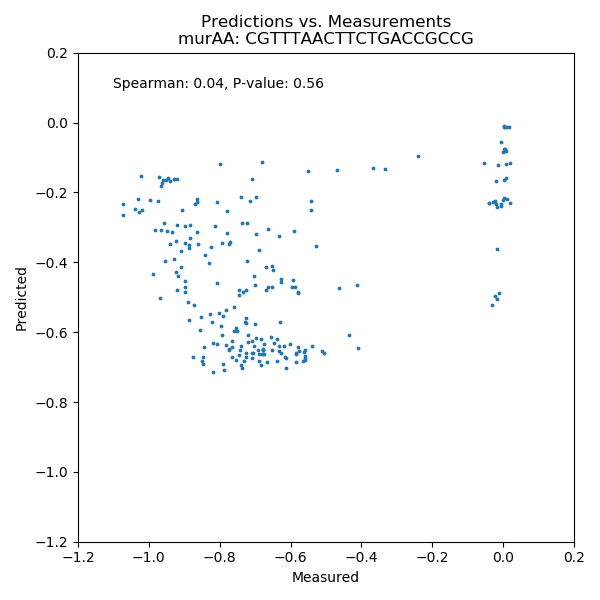 Predictions vs. Measurements
murAA: CGTTTAACTTCTGACCGCCG
0.2
Spearman: 0.04, P-value: 0.56
0.0
−0.2
−0.4
Predicted
−0.6
−0.8
−1.0
−1.2
−1.2 −1.0 −0.8 −0.6 −0.4 −0.2 0.0 0.2
Measured